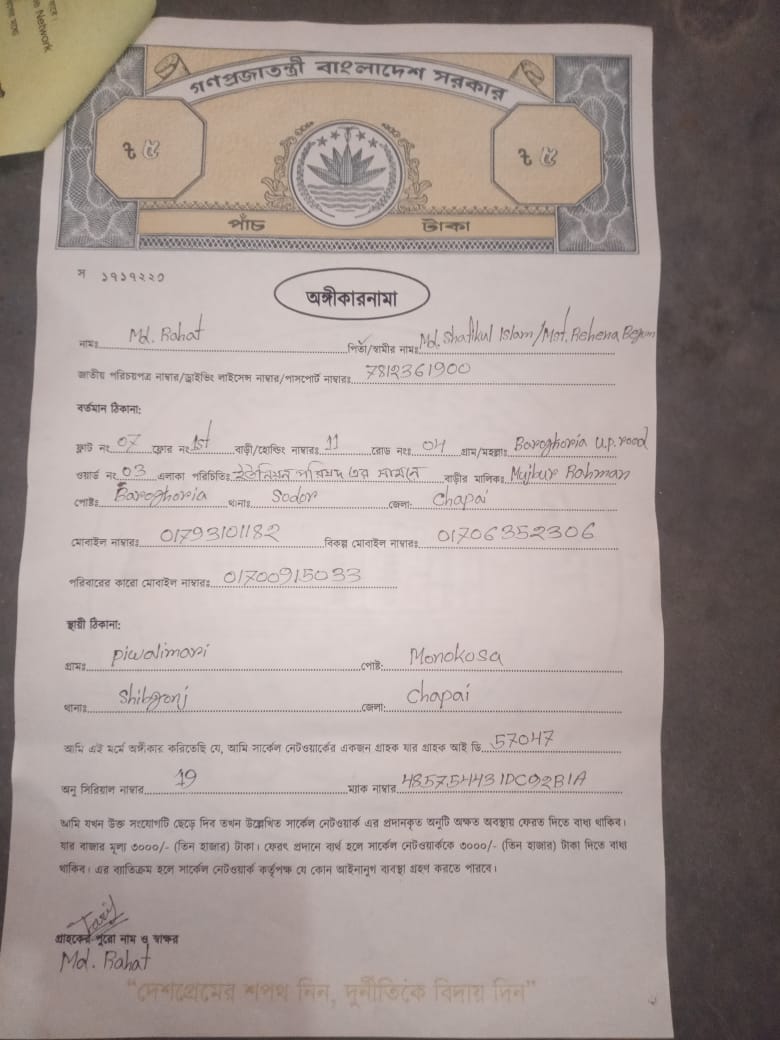 e Network
গণপ্রজাতন্ত্রী বাংলাদেশ সরকার
৳ ৫ ৳ ৫
পাঁচ টাকা
স ১৭১৭২২৩
অঙ্গীকারনামা
নামঃ Md. Rahat পিতা/স্বামীর নামঃ Md. Shafikul Islam/Mst. Rehena Begum
জাতীয় পরিচয়পত্র নাম্বার/ড্রাইভিং লাইসেন্স নাম্বার/পাসপোর্ট নাম্বারঃ 7812361900
বর্তমান ঠিকানা:
ফ্লাট নং 07 ফ্লোর নং 1st বাড়ী/হোল্ডিং নাম্বারঃ 11 রোড নংঃ 04 গ্রাম/মহল্লাঃ Baroghoria U.P. road
ওয়ার্ড নং 03 এলাকা পরিচিতিঃ ইউনিয়ন পরিষদ এর সামনে বাড়ীর মালিকঃ Mujibur Rahman
পোষ্টঃ Baroghoria থানাঃ Sodor জেলা: Chapai
মোবাইল নাম্বারঃ 01793101182 বিকল্প মোবাইল নাম্বারঃ 01706352306
পরিবারের কারো মোবাইল নাম্বারঃ 01700915033
স্থায়ী ঠিকানা:
গ্রামঃ Piwalimari পোষ্ট: Monokosa
থানাঃ Shibgonj জেলা: Chapai
আমি এই মর্মে অঙ্গীকার করিতেছি যে, আমি সার্কেল নেটওয়ার্কের একজন গ্রাহক যার গ্রাহক আই ডি 57047
অনু সিরিয়াল নাম্বার 19 ম্যাক নাম্বার 485754431DC92B1A
আমি যখন উক্ত সংযোগটি ছেড়ে দিব তখন উল্লেখিত সার্কেল নেটওয়ার্ক এর প্রদানকৃত অনুটি অক্ষত অবস্থায় ফেরত দিতে বাধ্য থাকিব।
যার বাজার মূল্য ৩০০০/- (তিন হাজার) টাকা। ফেরৎ প্রদানে ব্যর্থ হলে সার্কেল নেটওয়ার্ককে ৩০০০/- (তিন হাজার) টাকা দিতে বাধ্য
থাকিব। এর ব্যতিক্রম হলে সার্কেল নেটওয়ার্ক কর্তৃপক্ষ যে কোন আইনানুগ ব্যবস্থা গ্রহণ করতে পারবে।
গ্রাহকের পুরো নাম ও স্বাক্ষর
Md. Rahat
“দেশপ্রেমের শপথ নিন, দুর্নীতিকে বিদায় দিন”